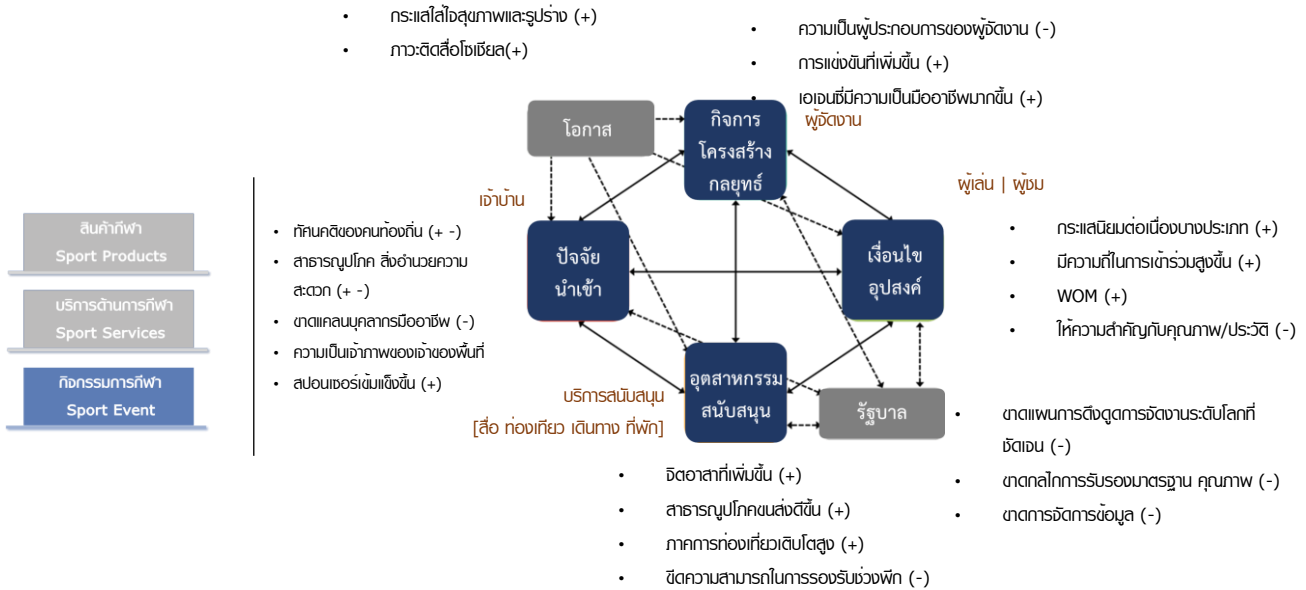 • กระแสใส่ใจสุขภาพและรูปร่าง (+)
• ภาวะติดสื่อโซเชียล(+)
• ความเป็นผู้ประกอบการของผู้จัดงาน (-)
• การแข่งขันที่เพิ่มขึ้น (+)
• เอเจนซี่มีความเป็นมืออาชีพมากขึ้น (+)
โอกาส
กิจการ
โครงสร้าง
กลยุทธ์
ผู้จัดงาน
เจ้าบ้าน
ผู้เล่น | ผู้ชม
สินค้ากีฬา
Sport Products
บริการด้านการกีฬา
Sport Services
กิจกรรมการกีฬา
Sport Event
• ทัศนคติของคนท้องถิ่น (+ -)
• สาธารณูปโภค สิ่งอำนวยความ
สะดวก (+ -)
• ขาดแคลนบุคลากรมืออาชีพ (-)
• ความเป็นเจ้าภาพของเจ้าของพื้นที่
• สปอนเซอร์เข้มแข็งขึ้น (+)
ปัจจัย
นำเข้า
เงื่อนไข
อุปสงค์
• กระแสนิยมต่อเนื่องบางประเภท (+)
• มีความถี่ในการเข้าร่วมสูงขึ้น (+)
• WOM (+)
• ให้ความสำคัญกับคุณภาพ/ประวัติ (-)
อุตสาหกรรม
สนับสนุน
บริการสนับสนุน
[สื่อ ท่องเที่ยว เดินทาง ที่พัก]
รัฐบาล
• ขาดแผนการดึงดูดการจัดงานระดับโลกที่
ชัดเจน (-)
• ขาดกลไกการรับรองมาตรฐาน คุณภาพ (-)
• ขาดการจัดการข้อมูล (-)
• จิตอาสาที่เพิ่มขึ้น (+)
• สาธารณูปโภคขนส่งดีขึ้น (+)
• ภาคการท่องเที่ยวเติบโตสูง (+)
• ขีดความสามารถในการรองรับช่วงพีก (-)